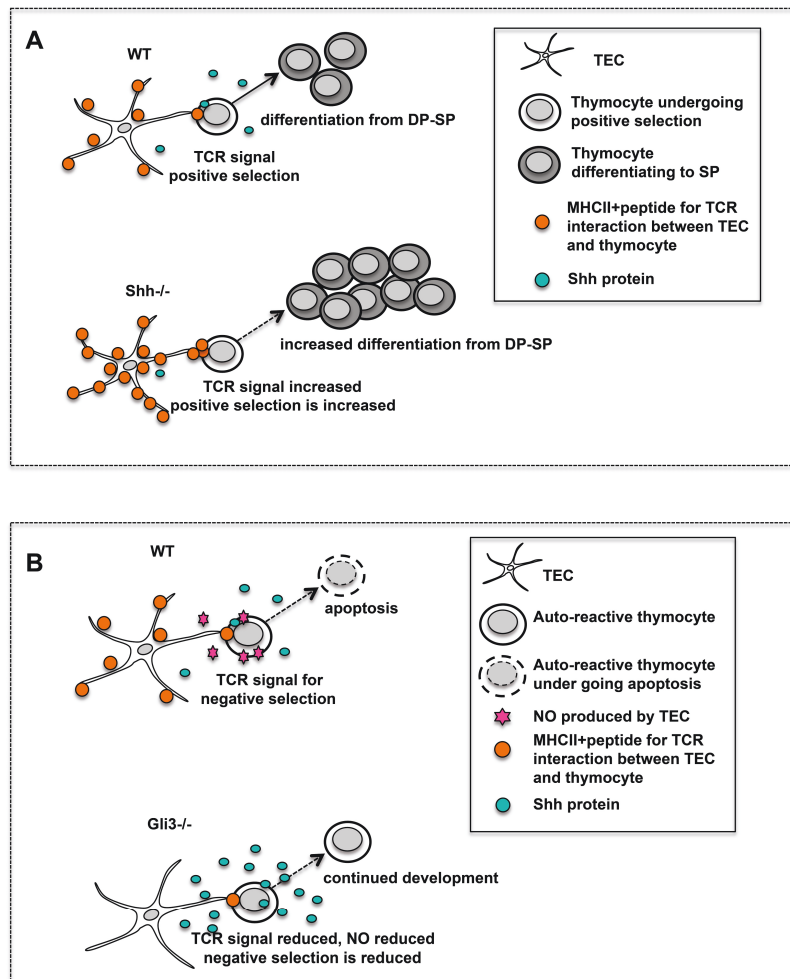 A
WT
differentiation from DP-SP
TCR signal
positive selection
Shh-/-
increased differentiation from DP-SP
TCR signal increased
positive selection is increased
TEC
Thymocyte undergoing
positive selection
Thymocyte
differentiating to SP
MHCII+peptide for TCR
interaction between TEC
and thymocyte
Shh protein
B
WT
apoptosis
TCR signal for
negative selection
Gli3-/-
continued development
TCR signal reduced, NO reduced
negative selection is reduced
TEC
Auto-reactive thymocyte
Auto-reactive thymocyte
under going apoptosis
NO produced by TEC
MHCII+peptide for TCR
interaction between TEC
and thymocyte
Shh protein